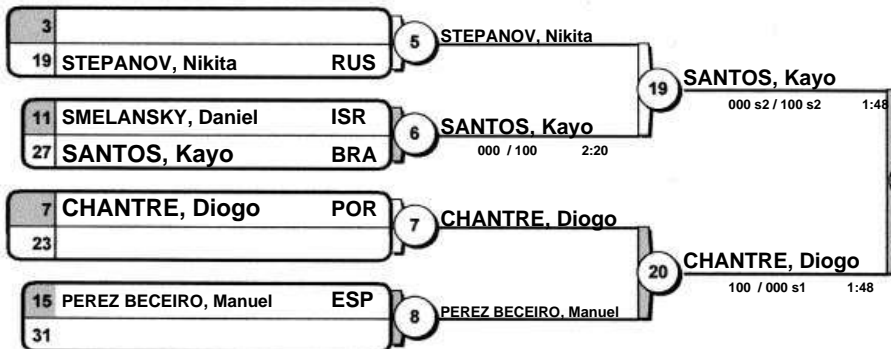 3
19 STEPANOV, Nikita RUS
5
STEPANOV, Nikita
11 SMELANSKY, Daniel ISR
27 SANTOS, Kayo BRA
6
SANTOS, Kayo
000 / 100 2:20
19
SANTOS, Kayo
000 s2 / 100 s2 1:48
7 CHANTRE, Diogo POR
23
7
CHANTRE, Diogo
15 PEREZ BECEIRO, Manuel ESP
31
8
PEREZ BECEIRO, Manuel
20
CHANTRE, Diogo
100 / 000 s1 1:48